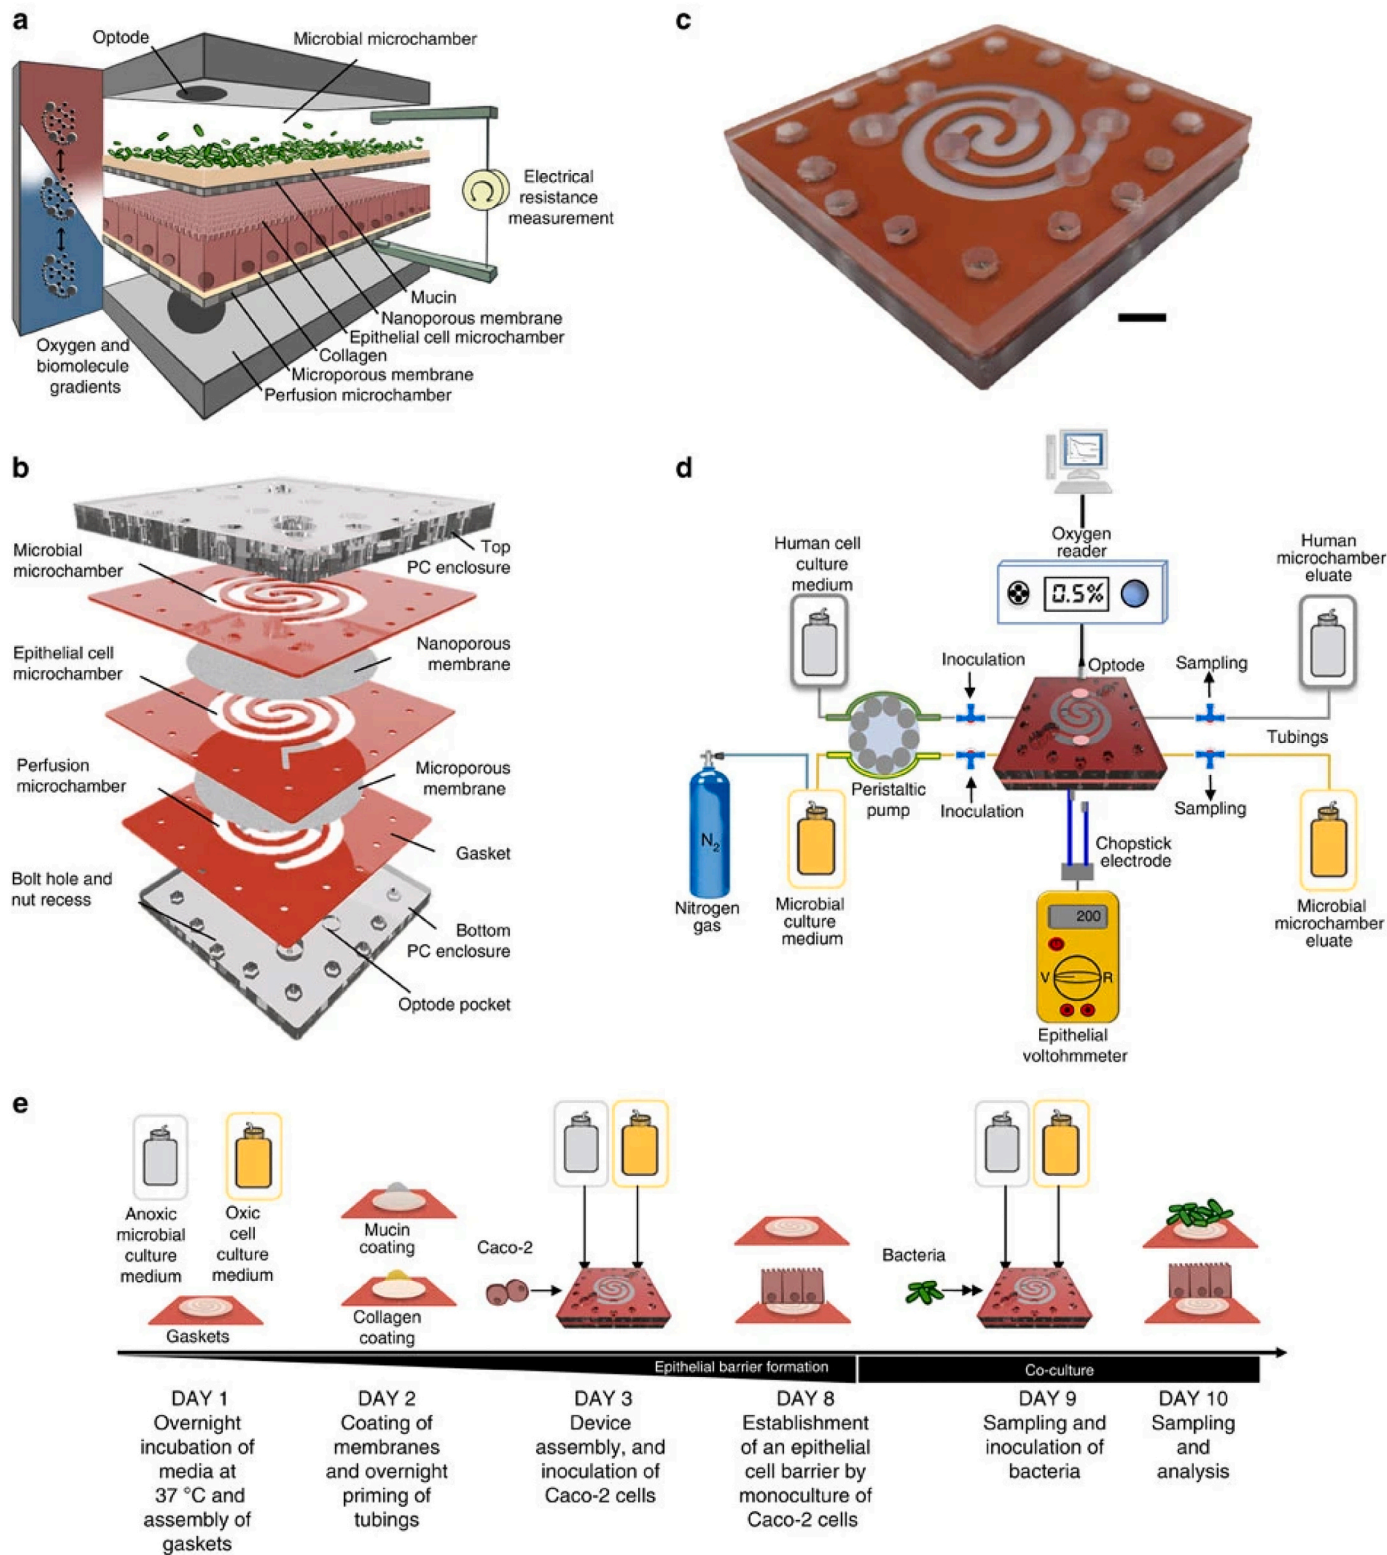 a
Optode
Microbial microchamber
Electrical
resistance
measurement
Mucin
Nanoporous membrane
Epithelial cell microchamber
Collagen
Microporous membrane
Perfusion microchamber
Oxygen and
biomolecule
gradients
b
Top
PC enclosure
Microbial
microchamber
Nanoporous
membrane
Epithelial cell
microchamber
Microporous
membrane
Perfusion
microchamber
Gasket
Bolt hole and
nut recess
Bottom
PC enclosure
Optode pocket
c
d
Oxygen
reader
0.5%
Human cell
culture
medium
Human
microchamber
eluate
Inoculation
Optode
Sampling
Tubings
Peristaltic
pump
Inoculation
Sampling
N2
Nitrogen
gas
Microbial
culture
medium
Chopstick
electrode
200
V R
Epithelial
voltohmmeter
Microbial
microchamber
eluate
e
Anoxic
microbial
culture
medium
Oxic
cell
culture
medium
Gaskets
Mucin
coating
Collagen
coating
Caco-2
Bacteria
Epithelial barrier formation
Co-culture
DAY 1
Overnight
incubation of
media at
37 °C and
assembly of
gaskets
DAY 2
Coating of
membranes
and overnight
priming of
tubings
DAY 3
Device
assembly, and
inoculation of
Caco-2 cells
DAY 8
Establishment
of an epithelial
cell barrier by
monoculture of
Caco-2 cells
DAY 9
Sampling and
inoculation of
bacteria
DAY 10
Sampling
and
analysis